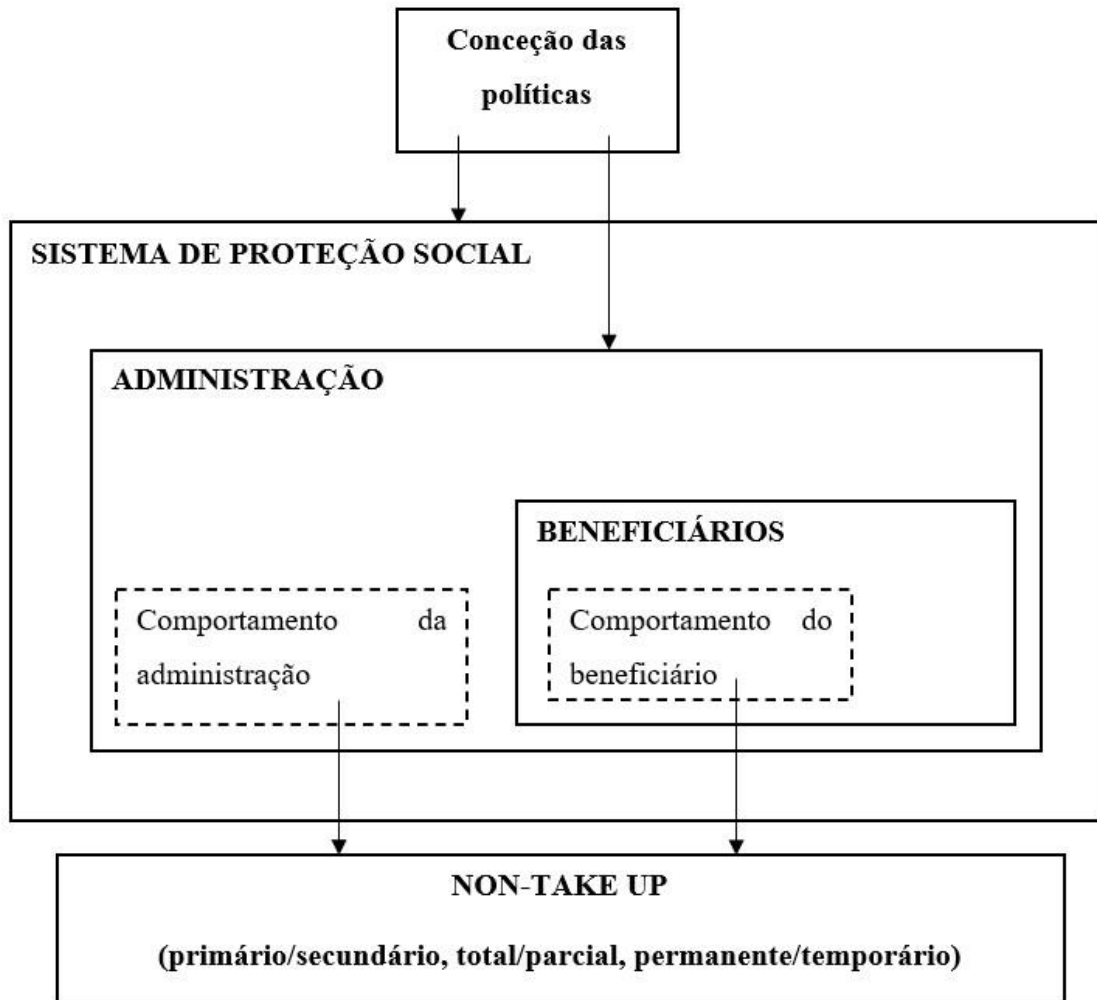 Conceção das
políticas
SISTEMA DE PROTEÇÃO SOCIAL
ADMINISTRAÇÃO
BENEFICIÁRIOS
Comportamento da
administração
Comportamento do
beneficiário
NON-TAKE UP
(primário/secundário, total/parcial, permanente/temporário)